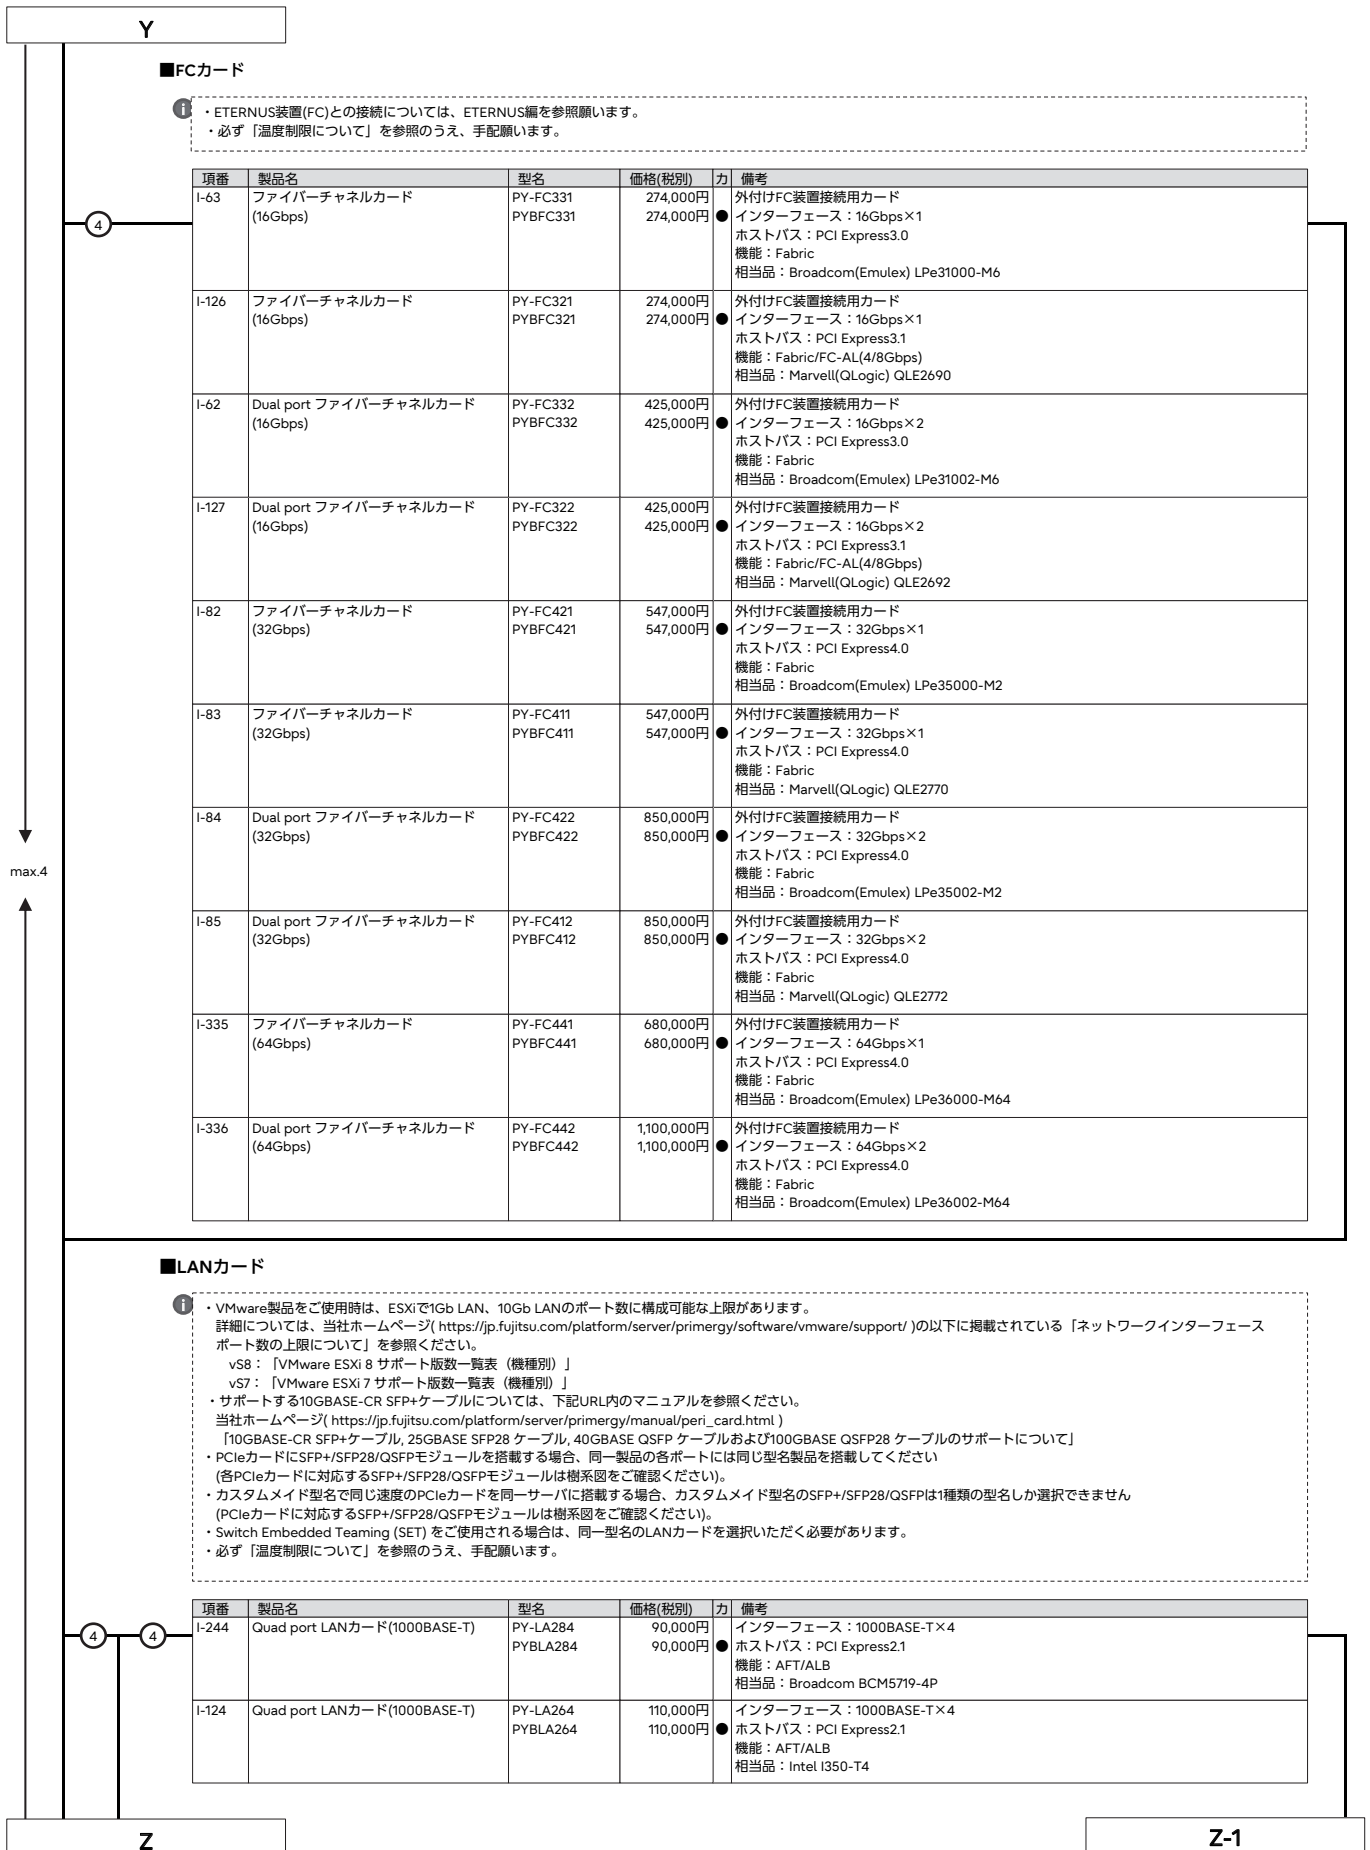 Y
■FCカード
・ETERNUS装置(FC)との接続については、ETERNUS編を参照願います。
・必ず「温度制限について」を参照のうえ、手配願います。
項番 製品名 型名 価格(税別) カ 備考
I-63 ファイバーチャネルカード PY-FC331 274,000円 外付けFC装置接続用カード
(16Gbps) PYBFC331 274,000円 ● インターフェース：16Gbps×1
ホストバス：PCI Express3.0
機能：Fabric
相当品：Broadcom(Emulex) LPe31000-M6
I-126 ファイバーチャネルカード PY-FC321 274,000円 外付けFC装置接続用カード
(16Gbps) PYBFC321 274,000円 ● インターフェース：16Gbps×1
ホストバス：PCI Express3.1
機能：Fabric/FC-AL(4/8Gbps)
相当品：Marvell(QLogic) QLE2690
④
I-62 Dual port ファイバーチャネルカード PY-FC332 425,000円 外付けFC装置接続用カード
(16Gbps) PYBFC332 425,000円 ● インターフェース：16Gbps×2
ホストバス：PCI Express3.0
機能：Fabric
相当品：Broadcom(Emulex) LPe31002-M6
I-127 Dual port ファイバーチャネルカード PY-FC322 425,000円 外付けFC装置接続用カード
(16Gbps) PYBFC322 425,000円 ● インターフェース：16Gbps×2
ホストバス：PCI Express3.1
機能：Fabric/FC-AL(4/8Gbps)
相当品：Marvell(QLogic) QLE2692
I-82 ファイバーチャネルカード PY-FC421 547,000円 外付けFC装置接続用カード
(32Gbps) PYBFC421 547,000円 ● インターフェース：32Gbps×1
ホストバス：PCI Express4.0
機能：Fabric
相当品：Broadcom(Emulex) LPe35000-M2
I-83 ファイバーチャネルカード PY-FC411 547,000円 外付けFC装置接続用カード
(32Gbps) PYBFC411 547,000円 ● インターフェース：32Gbps×1
ホストバス：PCI Express4.0
機能：Fabric
相当品：Marvell(QLogic) QLE2770
I-84 Dual port ファイバーチャネルカード PY-FC422 850,000円 外付けFC装置接続用カード
(32Gbps) PYBFC422 850,000円 ● インターフェース：32Gbps×2
ホストバス：PCI Express4.0
機能：Fabric
相当品：Broadcom(Emulex) LPe35002-M2
max.4
I-85 Dual port ファイバーチャネルカード PY-FC412 850,000円 外付けFC装置接続用カード
(32Gbps) PYBFC412 850,000円 ● インターフェース：32Gbps×2
ホストバス：PCI Express4.0
機能：Fabric
相当品：Marvell(QLogic) QLE2772
I-335 ファイバーチャネルカード PY-FC441 680,000円 外付けFC装置接続用カード
(64Gbps) PYBFC441 680,000円 ● インターフェース：64Gbps×1
ホストバス：PCI Express4.0
機能：Fabric
相当品：Broadcom(Emulex) LPe36000-M64
I-336 Dual port ファイバーチャネルカード PY-FC442 1,100,000円 外付けFC装置接続用カード
(64Gbps) PYBFC442 1,100,000円 ● インターフェース：64Gbps×2
ホストバス：PCI Express4.0
機能：Fabric
相当品：Broadcom(Emulex) LPe36002-M64
■LANカード
・VMware製品をご使用時は、ESXiで1Gb LAN、10Gb LANのポート数に構成可能な上限があります。
詳細については、当社ホームページ( https://jp.fujitsu.com/platform/server/primergy/software/vmware/support/ )の以下に掲載されている「ネットワークインターフェース
ポート数の上限について」を参照ください。
vS8：「VMware ESXi 8 サポート版数一覧表（機種別）」
vS7：「VMware ESXi 7 サポート版数一覧表（機種別）」
・サポートする10GBASE-CR SFP+ケーブルについては、下記URL内のマニュアルを参照ください。
当社ホームページ( https://jp.fujitsu.com/platform/server/primergy/manual/peri_card.html )
「10GBASE-CR SFP+ケーブル, 25GBASE SFP28 ケーブル, 40GBASE QSFP ケーブルおよび100GBASE QSFP28 ケーブルのサポートについて」
・PCIeカードにSFP+/SFP28/QSFPモジュールを搭載する場合、同一製品の各ポートには同じ型名製品を搭載してください
(各PCIeカードに対応するSFP+/SFP28/QSFPモジュールは樹系図をご確認ください)。
・カスタムメイド型名で同じ速度のPCIeカードを同一サーバに搭載する場合、カスタムメイド型名のSFP+/SFP28/QSFPは1種類の型名しか選択できません
(PCIeカードに対応するSFP+/SFP28/QSFPモジュールは樹系図をご確認ください)。
・Switch Embedded Teaming (SET) をご使用される場合は、同一型名のLANカードを選択いただく必要があります。
・必ず「温度制限について」を参照のうえ、手配願います。
項番 製品名 型名 価格(税別) カ 備考
④ ④ I-244 Quad port LANカード(1000BASE-T) PY-LA284 90,000円 インターフェース：1000BASE-T×4
PYBLA284 90,000円 ● ホストバス：PCI Express2.1
機能：AFT/ALB
相当品：Broadcom BCM5719-4P
I-124 Quad port LANカード(1000BASE-T) PY-LA264 110,000円 インターフェース：1000BASE-T×4
PYBLA264 110,000円 ● ホストバス：PCI Express2.1
機能：AFT/ALB
相当品：Intel I350-T4
Z
Z-1